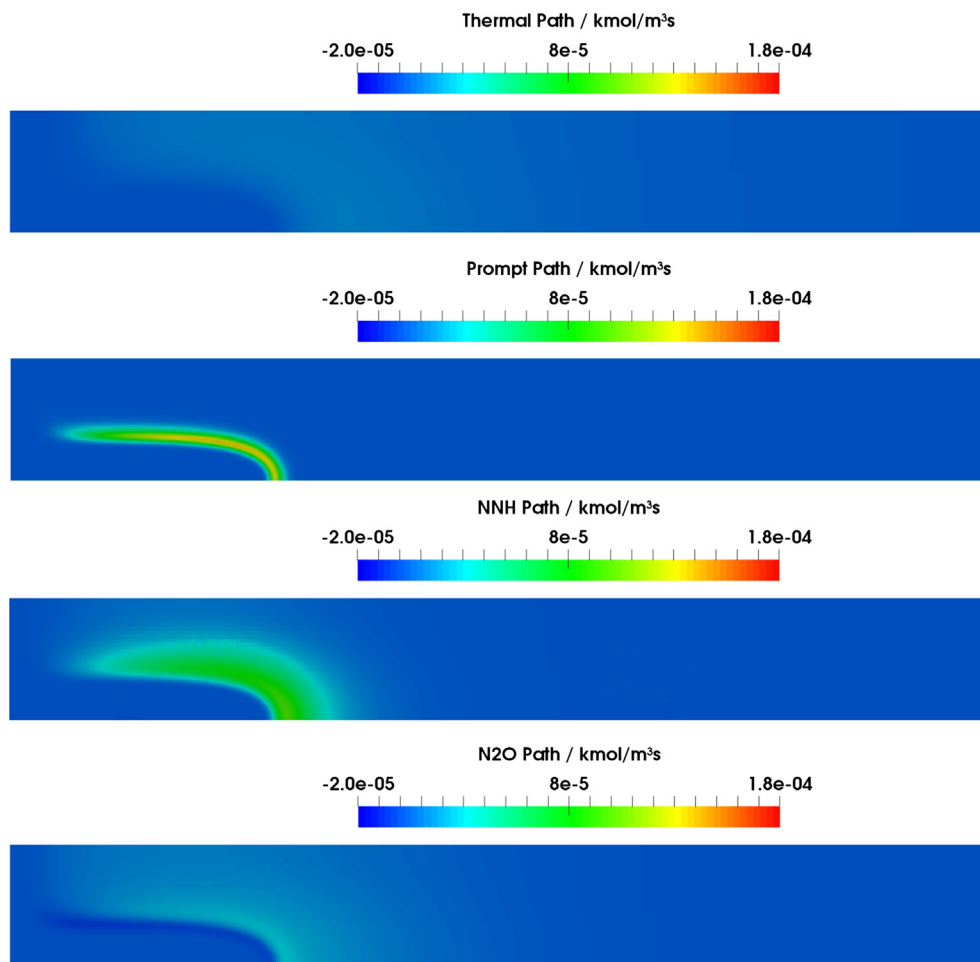 Thermal Path / kmol/m³s
-2.0e-05 8e-5 1.8e-04
Prompt Path / kmol/m³s
-2.0e-05 8e-5 1.8e-04
NNH Path / kmol/m³s
-2.0e-05 8e-5 1.8e-04
N2O Path / kmol/m³s
-2.0e-05 8e-5 1.8e-04